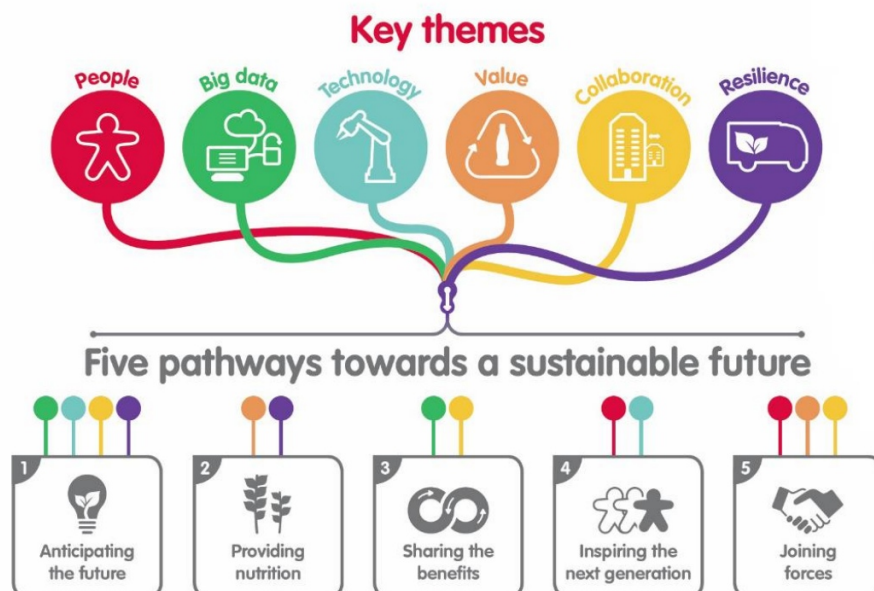 Key themes
People
Big data
Technology
Value
Collaboration
Resilience
Five pathways towards a sustainable future
1
Anticipating
the future
2
Providing
nutrition
3
Sharing the
benefits
4
Inspiring the
next generation
5
Joining
forces